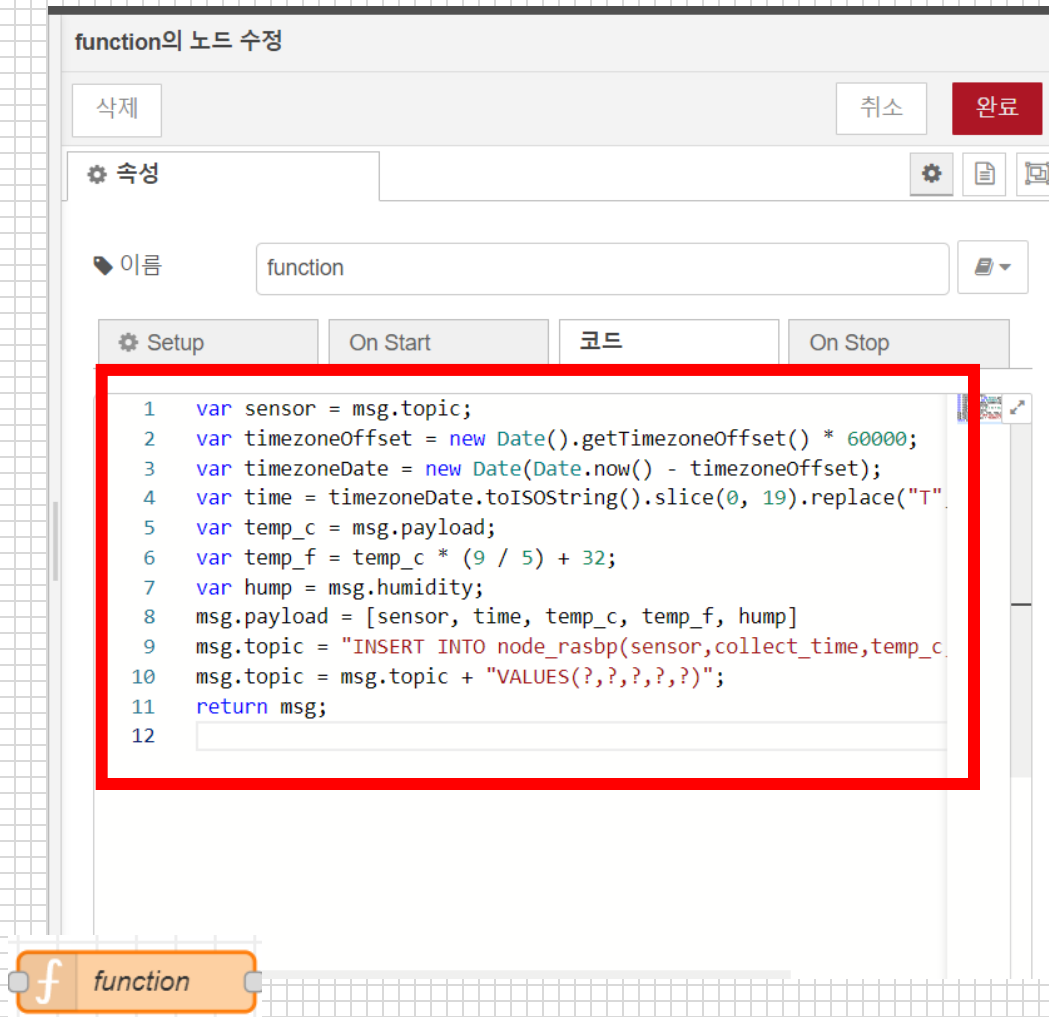 function의 노드 수정
삭제
취소
완료
속성
이름
function
Setup
On Start
코드
On Stop
1 var sensor = msg.topic;
2 var timezoneOffset = new Date().getTimezoneOffset() * 60000;
3 var timezoneDate = new Date(Date.now() - timezoneOffset);
4 var time = timezoneDate.toISOString().slice(0, 19).replace("T",
5 var temp_c = msg.payload;
6 var temp_f = temp_c * (9 / 5) + 32;
7 var hump = msg.humidity;
8 msg.payload = [sensor, time, temp_c, temp_f, hump]
9 msg.topic = "INSERT INTO node_rasbp(sensor,collect_time,temp_c,
10 msg.topic = msg.topic + "VALUES(?,?,?,?,?)";
11 return msg;
12
function